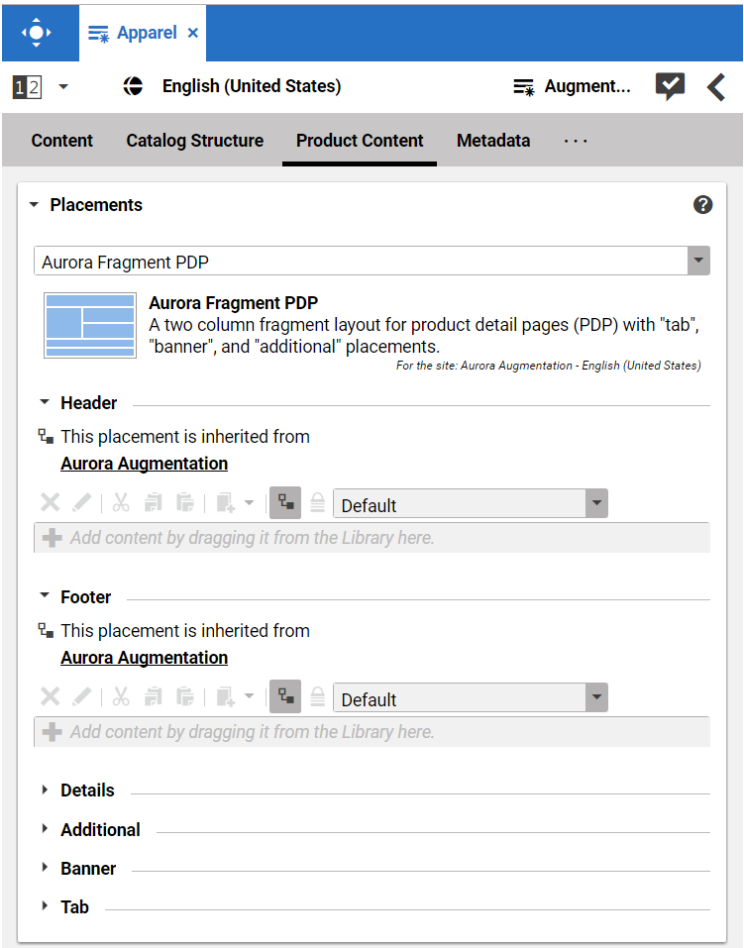 Apparel ×
12
English (United States)
Augment...
Content
Catalog Structure
Product Content
Metadata
...
Placements
?
Aurora Fragment PDP
Aurora Fragment PDP
A two column fragment layout for product detail pages (PDP) with "tab",
"banner", and "additional" placements.
For the site: Aurora Augmentation - English (United States)
Header
This placement is inherited from
Aurora Augmentation
Default
Add content by dragging it from the Library here.
Footer
This placement is inherited from
Aurora Augmentation
Default
Add content by dragging it from the Library here.
Details
Additional
Banner
Tab